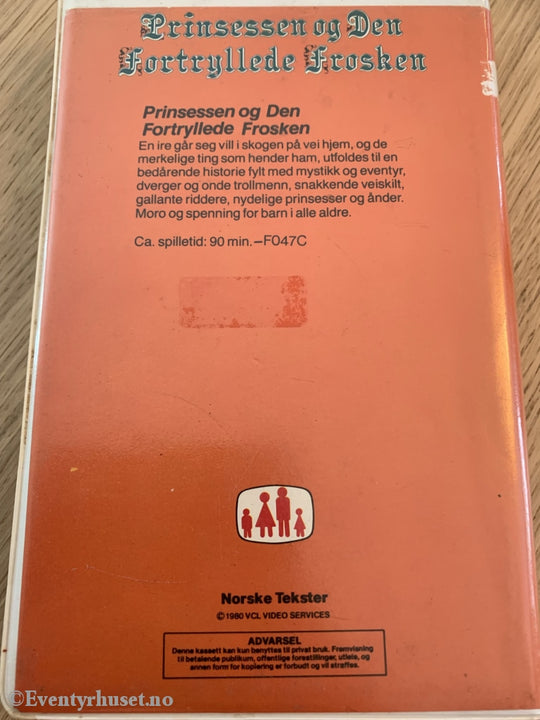 Prinsessen og Den
Fortryllede Frosken
Prinsessen og Den
Fortryllede Frosken
En ire går seg vill i skogen på vei hjem, og de
merkelige ting som hender ham, utfoldes til en
bedårende historie fylt med mystikk og eventyr,
dverger og onde trollmenn, snakkende veiskilt,
gallante riddere, nydelige prinsesser og ånder.
Moro og spenning for barn i alle aldre.
Ca. spilletid: 90 min.–F047C
Norske Tekster
© 1980 VCL VIDEO SERVICES
ADVARSEL
Denne kassett kan kun benyttes til privat bruk. Fremvisning
til betalende publikum, offentlige forestillinger, utleie, og
annen form for kopiering er forbudt og vil straffes.
©Eventyrhuset.no